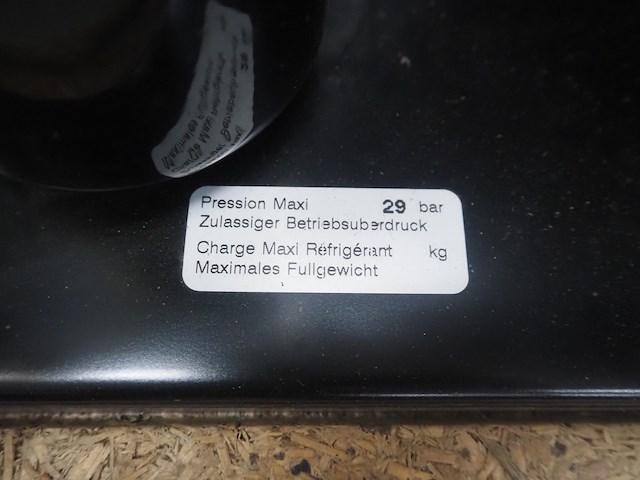 Pression Maxi 29 bar
Zulassiger Betriebsuberdruck
Charge Maxi Réfrigérant kg
Maximales Fullgewicht